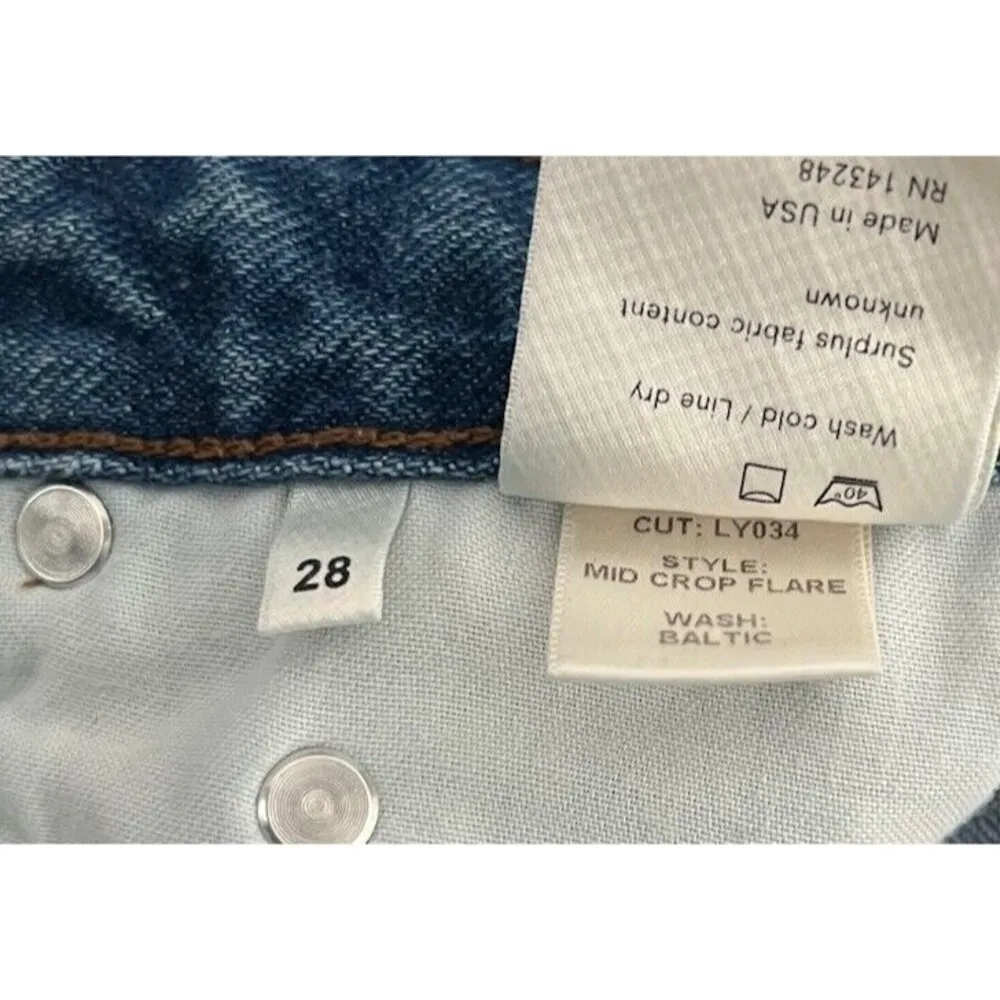 RN 143248
Made in USA
Surplus fabric content
unknown
Wash cold / Line dry
40°
28
CUT: LY034
STYLE:
MID CROP FLARE
WASH:
BALTIC